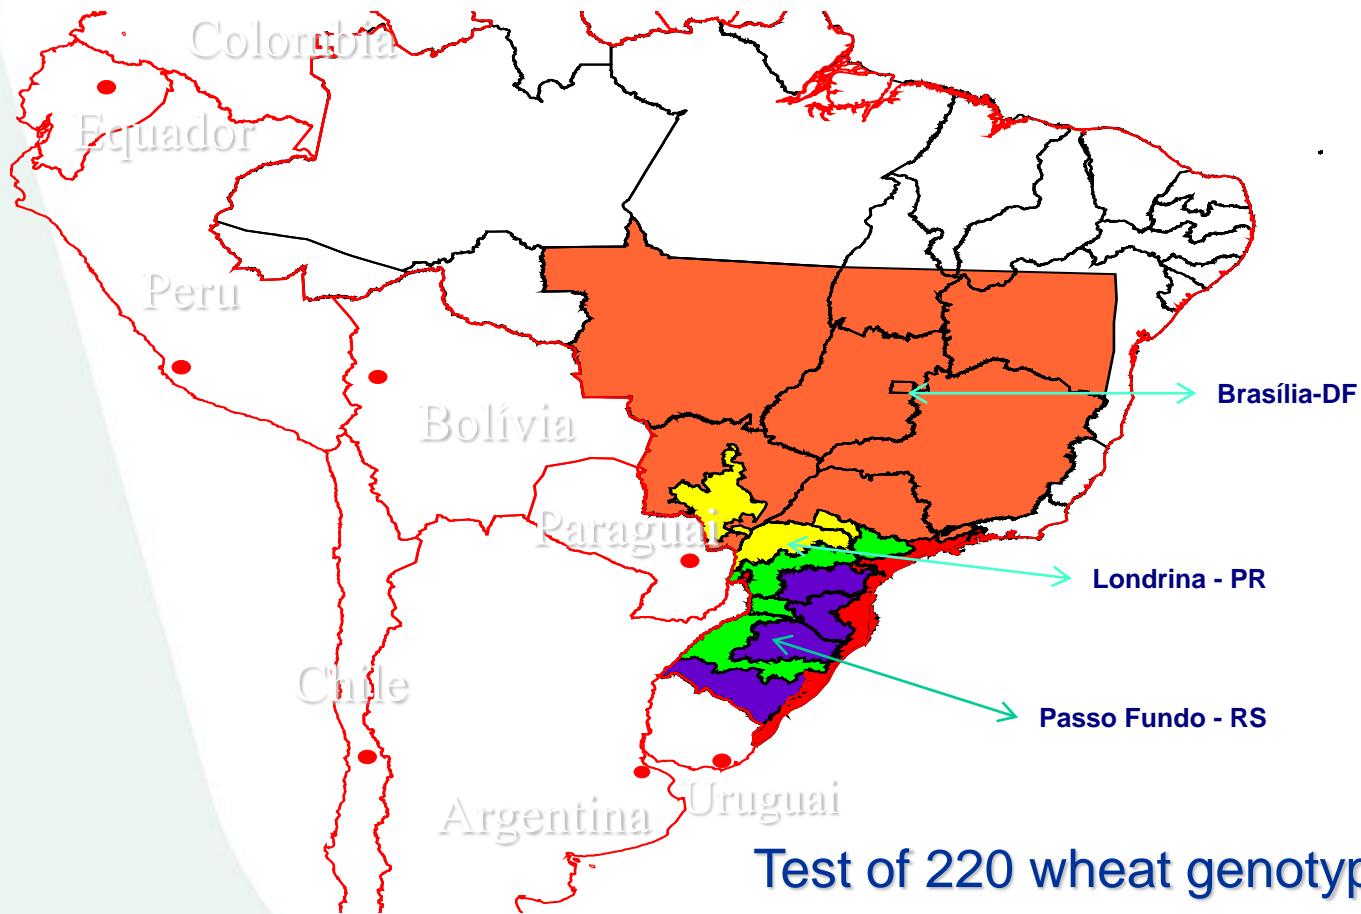 Colombia
Equador
Peru
Brasília-DF
Bolívia
Paraguai
Londrina - PR
Chile
Passo Fundo - RS
Uruguai
Argentina
Test of 220 wheat genotyp